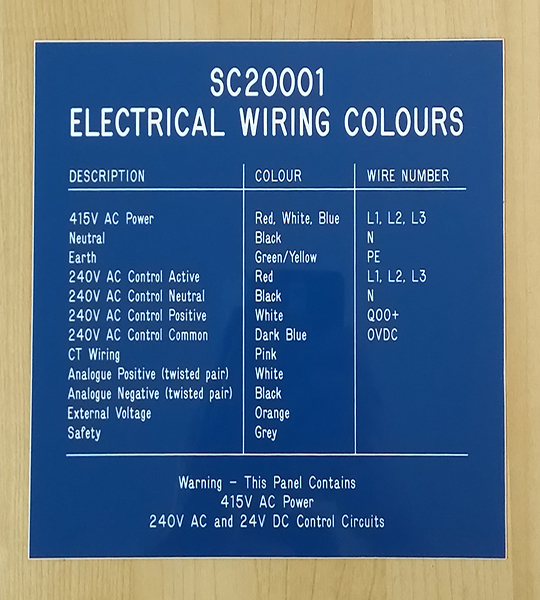 SC20001
ELECTRICAL WIRING COLOURS
DESCRIPTION COLOUR WIRE NUMBER
415V AC Power Red, White, Blue L1, L2, L3
Neutral Black N
Earth Green/Yellow PE
240V AC Control Active Red L1, L2, L3
240V AC Control Neutral Black N
240V AC Control Positive White Q00+
240V AC Control Common Dark Blue 0VDC
CT Wiring Pink
Analogue Positive (twisted pair) White
Analogue Negative (twisted pair) Black
External Voltage Orange
Safety Grey
Warning - This Panel Contains
415V AC Power
240V AC and 24V DC Control Circuits